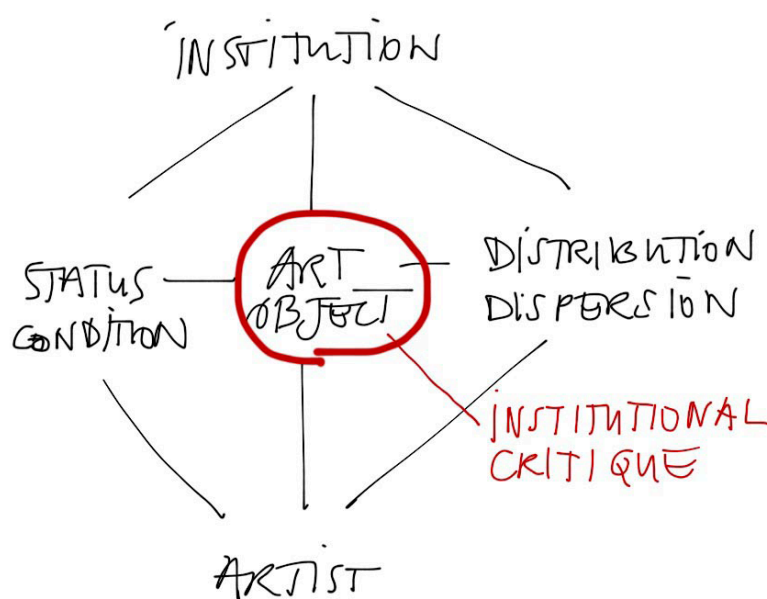 INSTITUTION
STATUS
CONDITION
ART
OBJECT
DISTRIBUTION
DISPERSION
INSTITUTIONAL
CRITIQUE
ARTIST